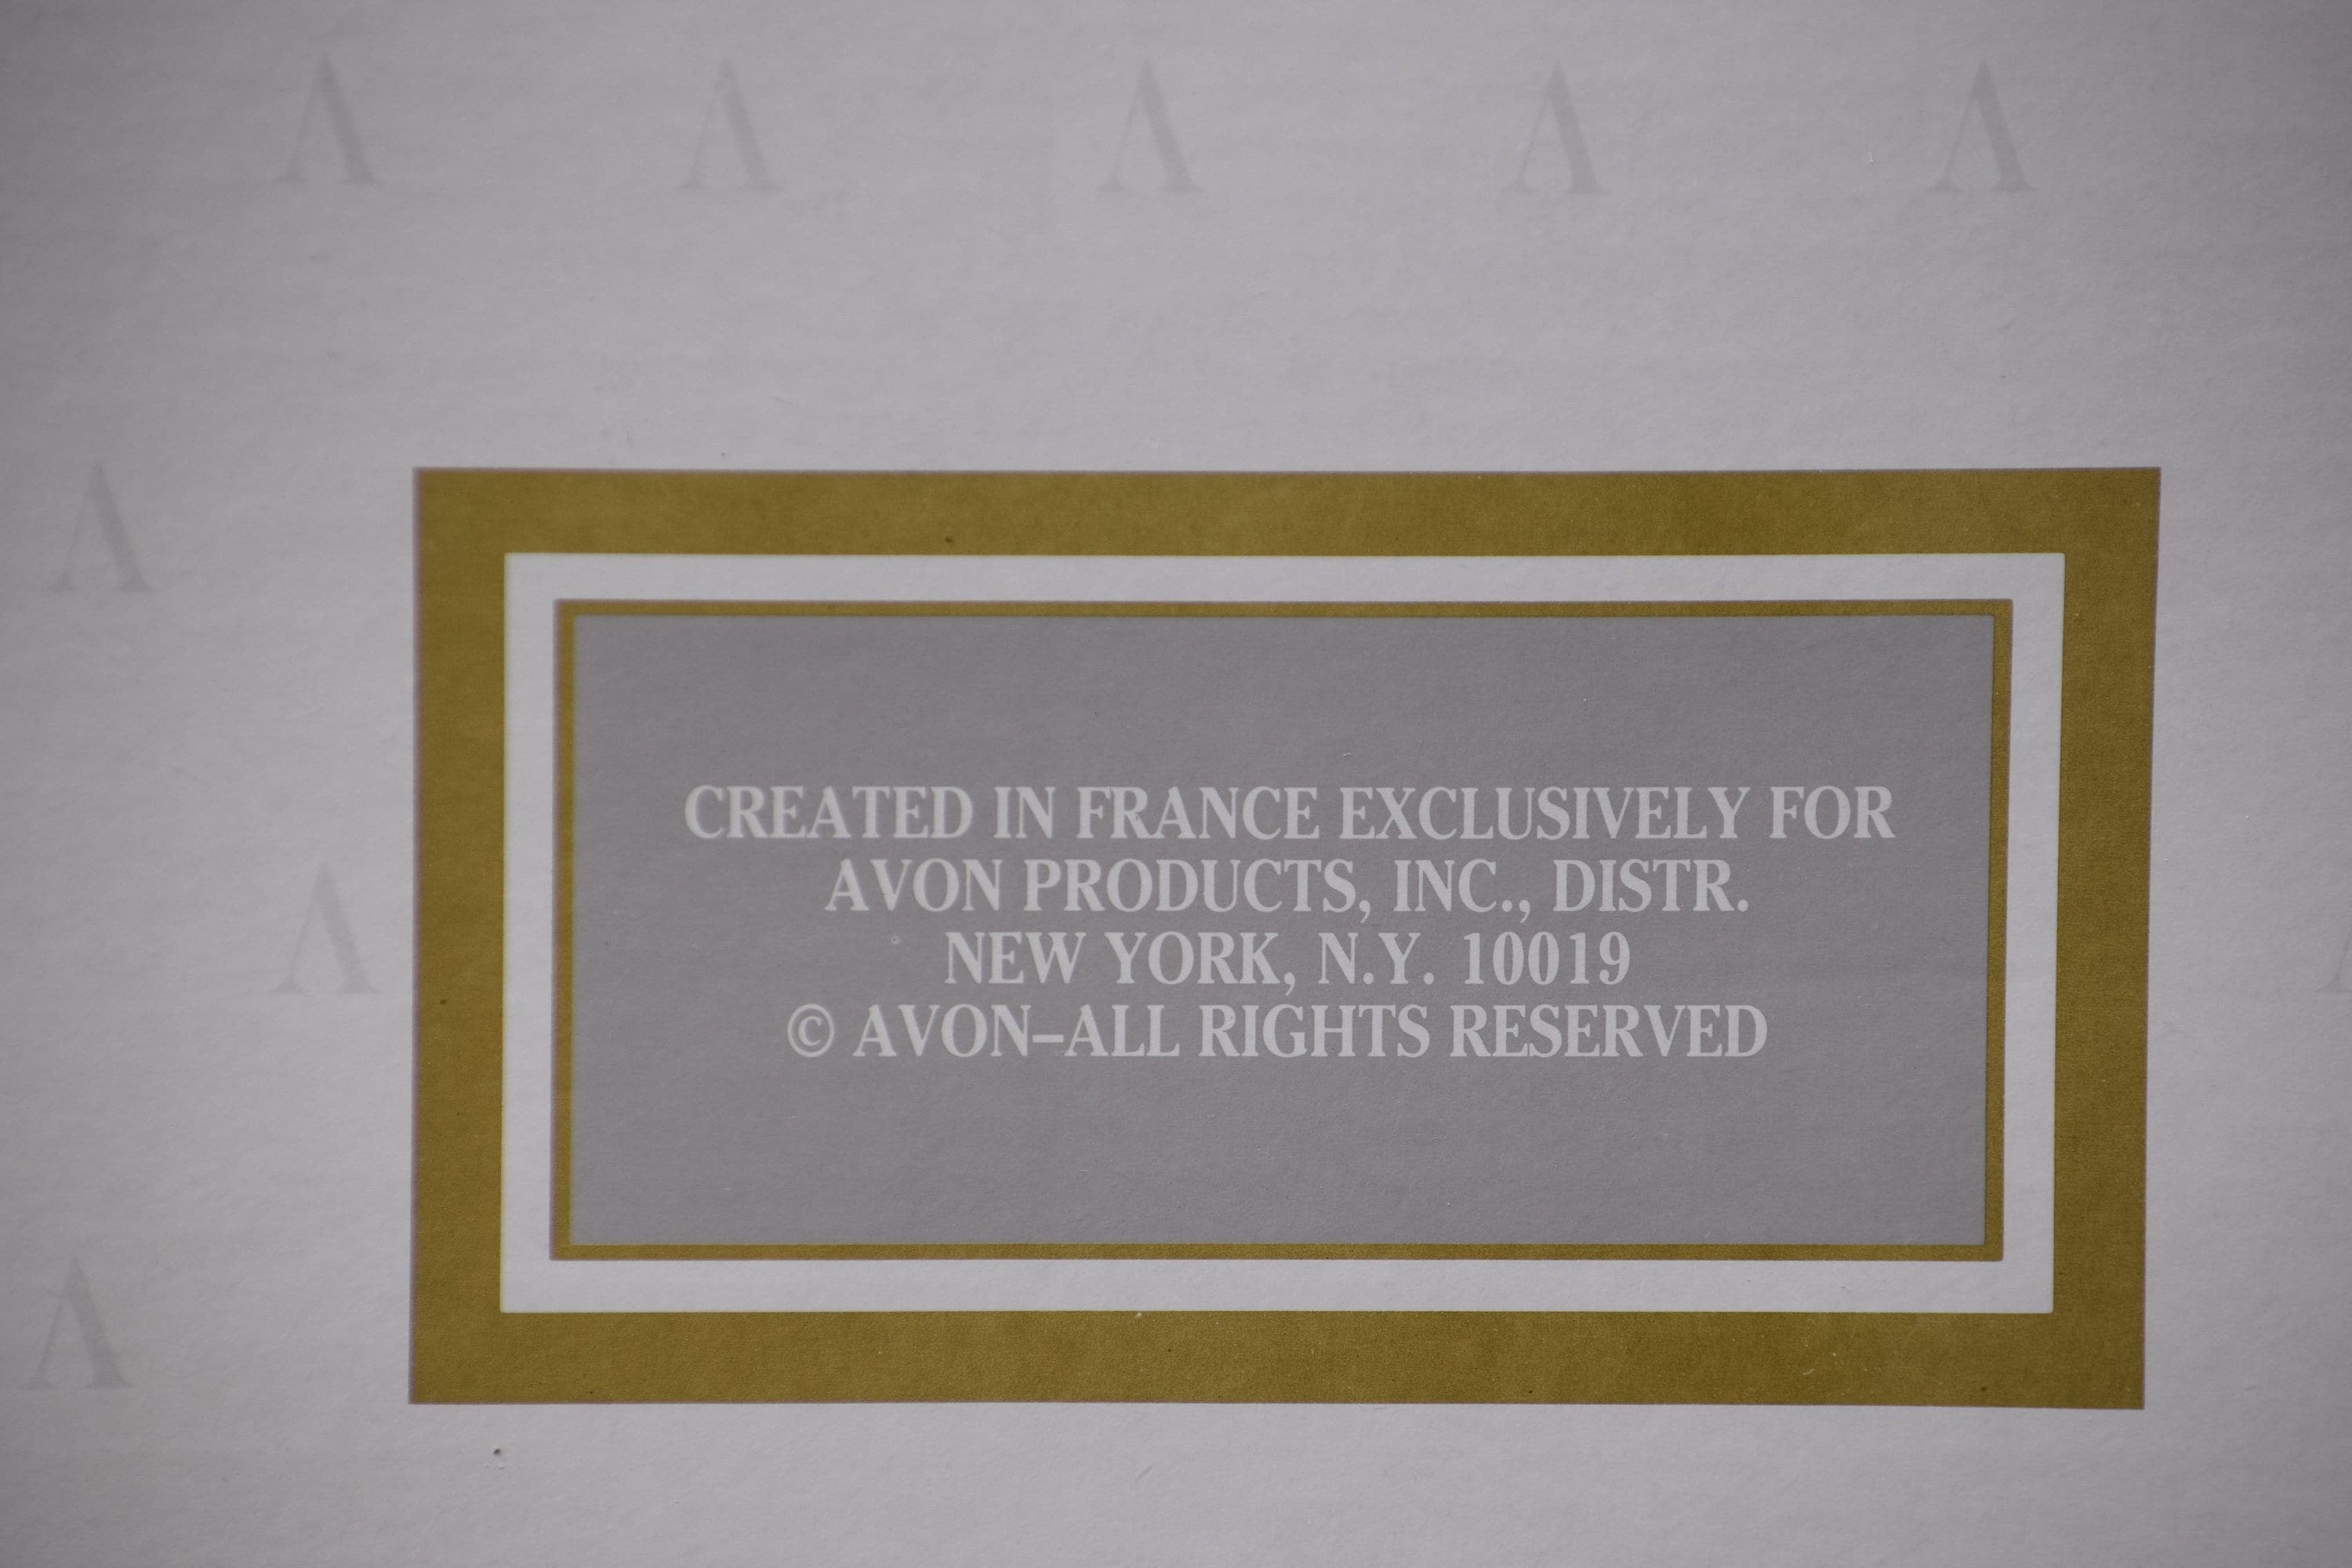 CREATED IN FRANCE EXCLUSIVELY FOR
AVON PRODUCTS, INC., DISTR.
NEW YORK, N.Y. 10019
© AVON–ALL RIGHTS RESERVED